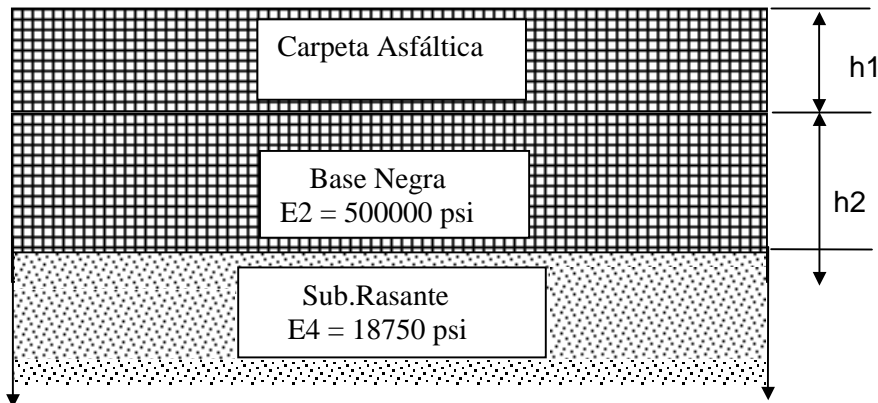 Carpeta Asfáltica
h1
Base Negra
E2 = 500000 psi
h2
Sub.Rasante
E4 = 18750 psi